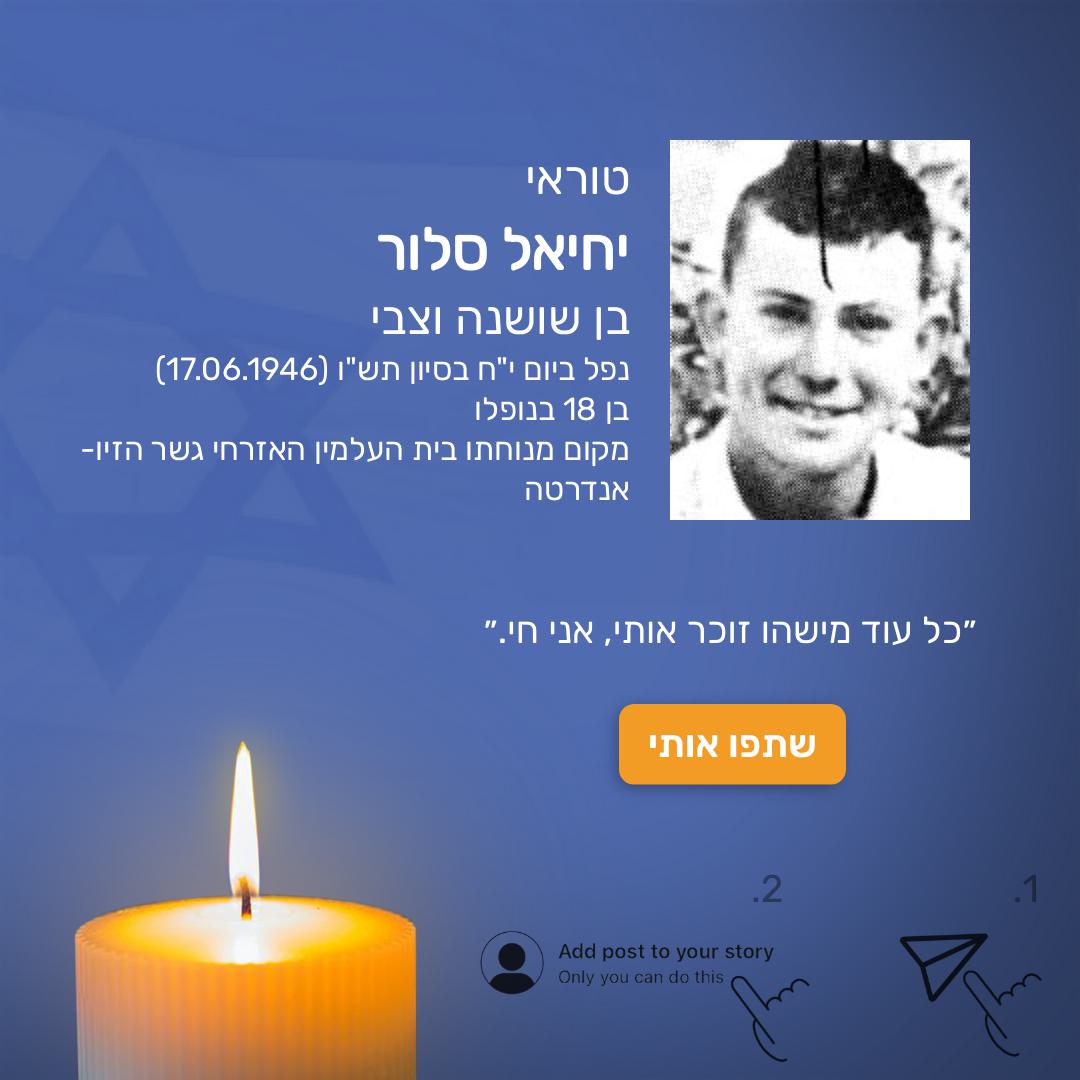 טוראי
יחיאל סלור
בן שושנה וצבי
נפל ביום י"ח בסיון תש"ו (17.06.1946)
בן 18 בנופלו
מקום מנוחתו בית העלמין האזרחי גשר הזיו-
אנדרטה
״כל עוד מישהו זוכר אותי, אני חי.״
שתפו אותי
.1
.2
Add post to your story
Only you can do this